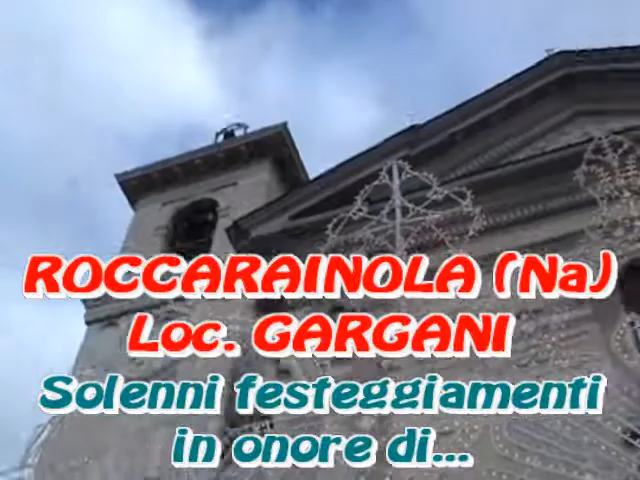 ROCCARAINOLA (Na)
Loc. GARGANI
Solenni festeggiamenti
in onore di...